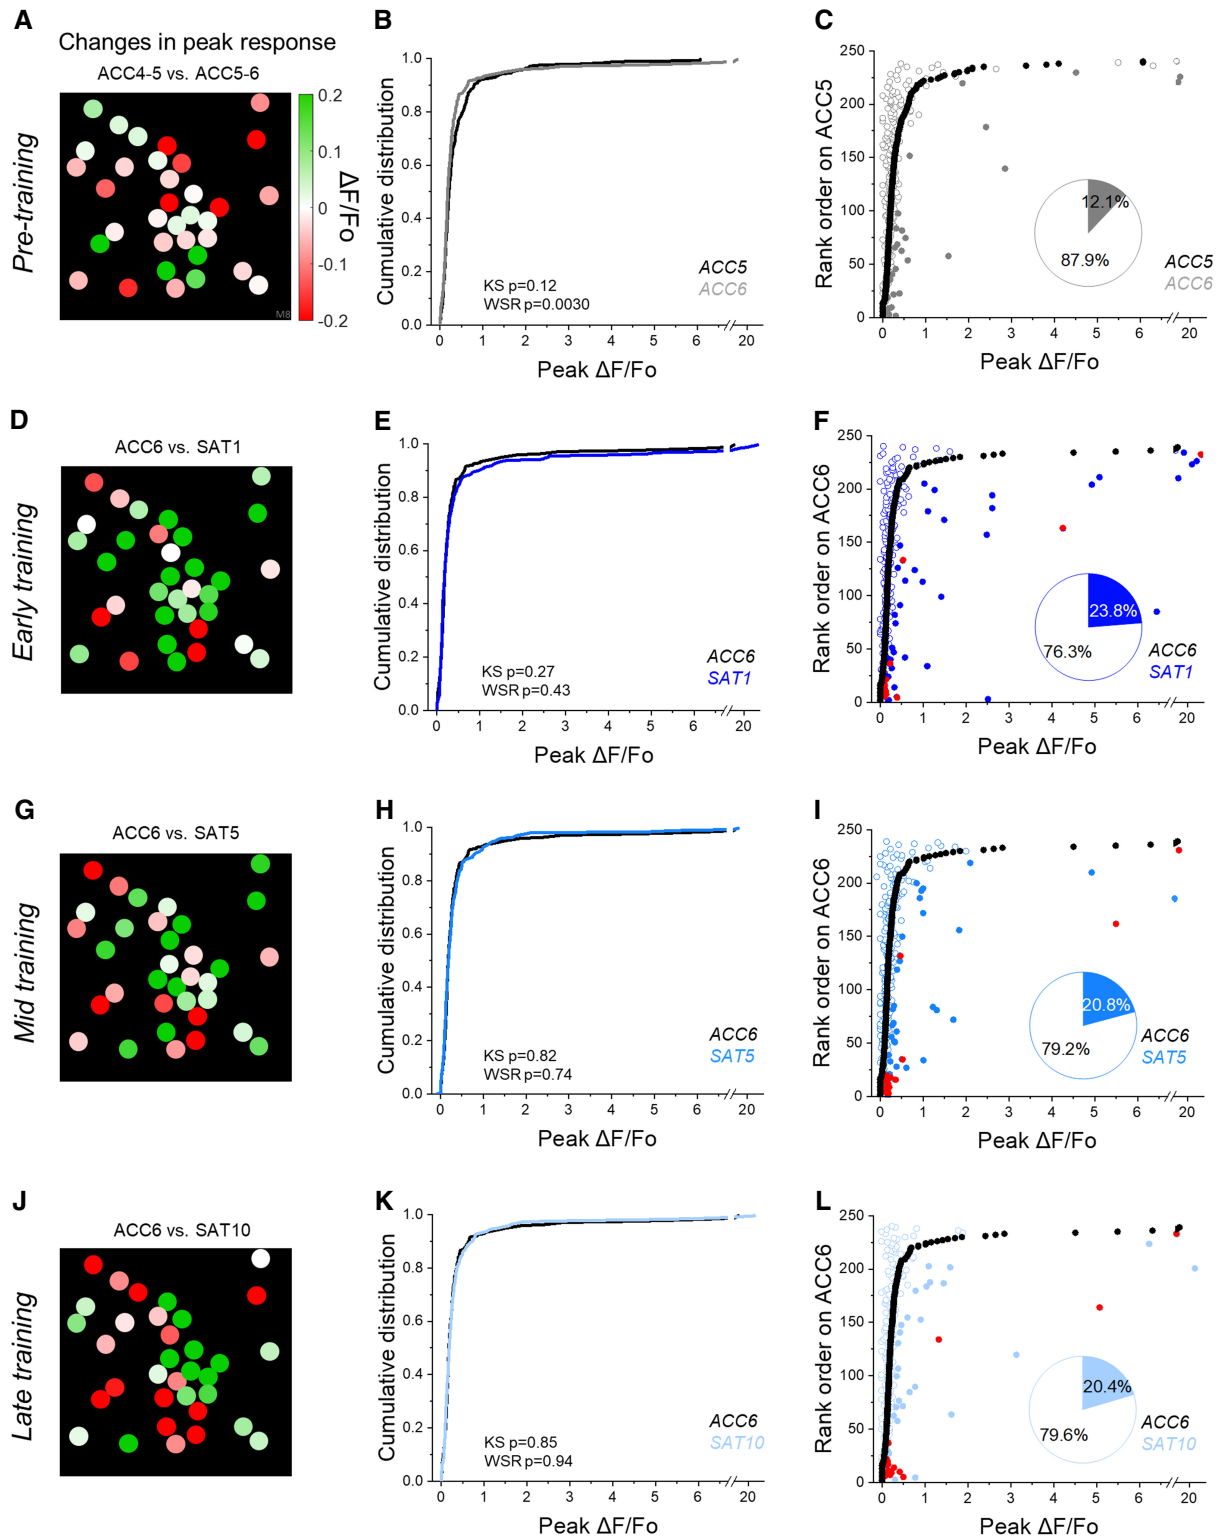 A
Changes in peak response
ACC4-5 vs. ACC5-6
Pre-training
0.2
0.1
0
-0.1
-0.2
ΔF/Fo
M8
B
Cumulative distribution
1.0
0.8
0.6
0.4
0.2
0.0
KS p=0.12
WSR p=0.0030
ACC5
ACC6
0 1 2 3 4 5 6 20
Peak ΔF/Fo
C
Rank order on ACC5
250
200
150
100
50
0
12.1%
87.9%
ACC5
ACC6
0 1 2 3 4 5 6 20
Peak ΔF/Fo
D
ACC6 vs. SAT1
Early training
E
Cumulative distribution
1.0
0.8
0.6
0.4
0.2
0.0
KS p=0.27
WSR p=0.43
ACC6
SAT1
0 1 2 3 4 5 6 20
Peak ΔF/Fo
F
Rank order on ACC6
250
200
150
100
50
0
23.8%
76.3%
ACC6
SAT1
0 1 2 3 4 5 6 20
Peak ΔF/Fo
G
ACC6 vs. SAT5
Mid training
H
Cumulative distribution
1.0
0.8
0.6
0.4
0.2
0.0
KS p=0.82
WSR p=0.74
ACC6
SAT5
0 1 2 3 4 5 6 20
Peak ΔF/Fo
I
Rank order on ACC6
250
200
150
100
50
0
20.8%
79.2%
ACC6
SAT5
0 1 2 3 4 5 6 20
Peak ΔF/Fo
J
ACC6 vs. SAT10
Late training
K
Cumulative distribution
1.0
0.8
0.6
0.4
0.2
0.0
KS p=0.85
WSR p=0.94
ACC6
SAT10
0 1 2 3 4 5 6 20
Peak ΔF/Fo
L
Rank order on ACC6
250
200
150
100
50
0
20.4%
79.6%
ACC6
SAT10
0 1 2 3 4 5 6 20
Peak ΔF/Fo